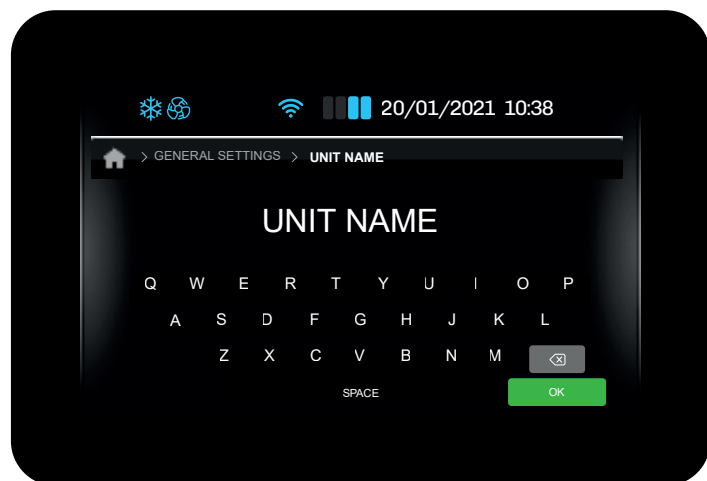 20/01/2021 10:38
> GENERAL SETTINGS > UNIT NAME
UNIT NAME
Q W E R T Y U I O P
A S D F G H J K L
Z X C V B N M
SPACE OK